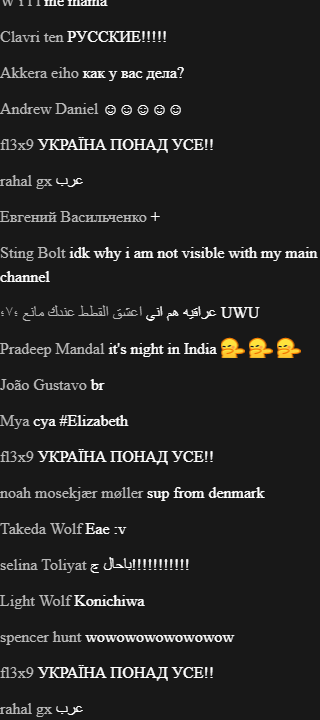 me mama
Clavri ten РУССКИЕ!!!!!
Akkera eiho как у вас дела?
Andrew Daniel ☺☺☺☺☺
fl3x9 УКРАЇНА ПОНАД УСЕ!!
rahal gx عرب
Евгений Васильченко +
Sting Bolt idk why i am not visible with my main
channel
عراقيه هم اني اعشق القطط عندك مانع ؛٧؛ UWU
Pradeep Mandal it's night in India 🤧🤧🤧
João Gustavo br
Mya cya #Elizabeth
fl3x9 УКРАЇНА ПОНАД УСЕ!!
noah mosekjær møller sup from denmark
Takeda Wolf Eae :v
selina Toliyat باحال ج!!!!!!!!!!!
Light Wolf Konichiwa
spencer hunt wowowowowowowow
fl3x9 УКРАЇНА ПОНАД УСЕ!!
rahal gx عرب